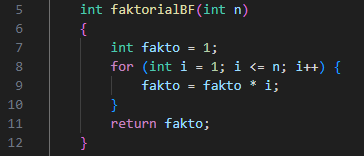 5 int faktorialBF(int n)
6 {
7 int fakto = 1;
8 for (int i = 1; i <= n; i++) {
9 fakto = fakto * i;
10 }
11 return fakto;
12 }